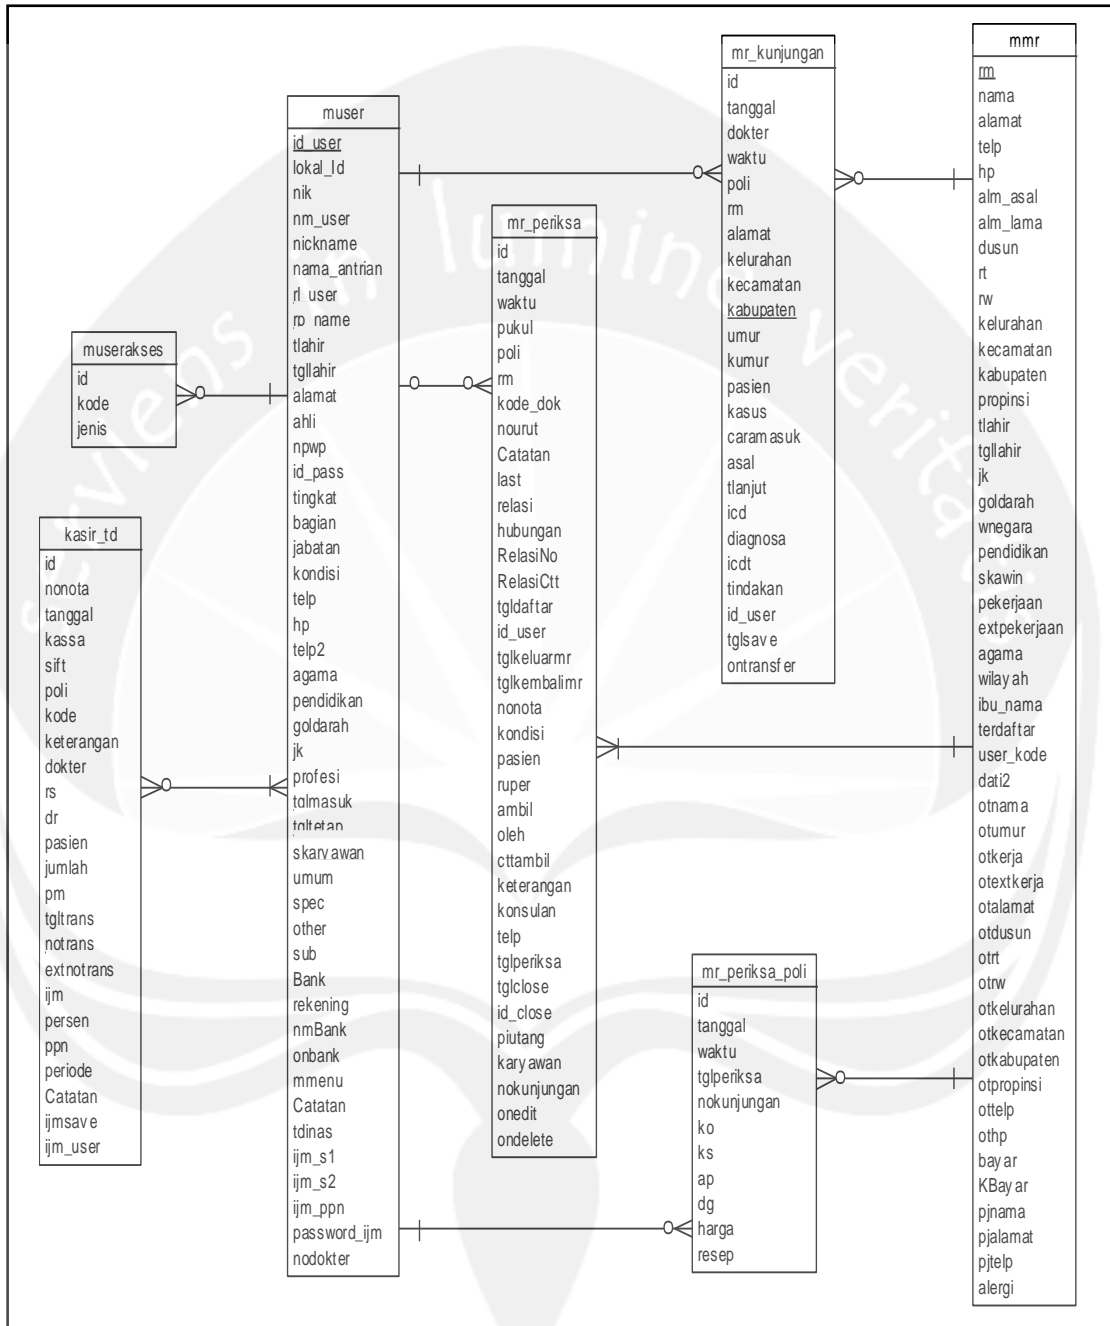 muserakses
id
kode
jenis
kasir_td
id
nonota
tanggal
kassa
sift
poli
kode
keterangan
dokter
rs
dr
pasien
jumlah
pm
tgltrans
notrans
extnotrans
ijm
persen
ppn
periode
Catatan
ijmsave
ijm_user
muser
id_user
lokal_Id
nik
nm_user
nickname
nama_antrian
rl_user
rp_name
tlahir
tgllahir
alamat
ahli
npwp
id_pass
tingkat
bagian
jabatan
kondisi
telp
hp
telp2
agama
pendidikan
goldarah
jk
profesi
tglmasuk
tgltetap
skaryawan
umum
spec
other
sub
Bank
rekening
nmBank
onbank
mmenu
Catatan
tdinas
ijm_s1
ijm_s2
ijm_ppn
password_ijm
nodokter
mr_periksa
id
tanggal
waktu
pukul
poli
rm
kode_dok
nourut
Catatan
last
relasi
hubungan
RelasiNo
RelasiCtt
tgldaftar
id_user
tglkeluarmr
tglkembalimr
nonota
kondisi
pasien
ruper
ambil
oleh
cttambil
keterangan
konsulan
telp
tglperiksa
tglclose
id_close
piutang
karyawan
nokunjungan
onedit
ondelete
mr_kunjungan
id
tanggal
dokter
waktu
poli
rm
alamat
kelurahan
kecamatan
kabupaten
umur
kumur
pasien
kasus
caramasuk
asal
tlanjut
icd
diagnosa
icdt
tindakan
id_user
tglsave
ontransfer
mr_periksa_poli
id
tanggal
waktu
tglperiksa
nokunjungan
ko
ks
ap
dg
harga
resep
mmr
rm
nama
alamat
telp
hp
alm_asal
alm_lama
dusun
rt
rw
kelurahan
kecamatan
kabupaten
propinsi
tlahir
tgllahir
jk
goldarah
wnegara
pendidikan
skawin
pekerjaan
extpekerjaan
agama
wilayah
ibu_nama
terdaftar
user_kode
dati2
otnama
otumur
otkerja
otextkerja
otalamat
otdusun
otrt
otrw
otkelurahan
otkecamatan
otkabupaten
otpropinsi
ottelp
othp
bayar
KBayar
pjnama
pjalamat
pjtelp
alergi
serviens in lumine veritatis